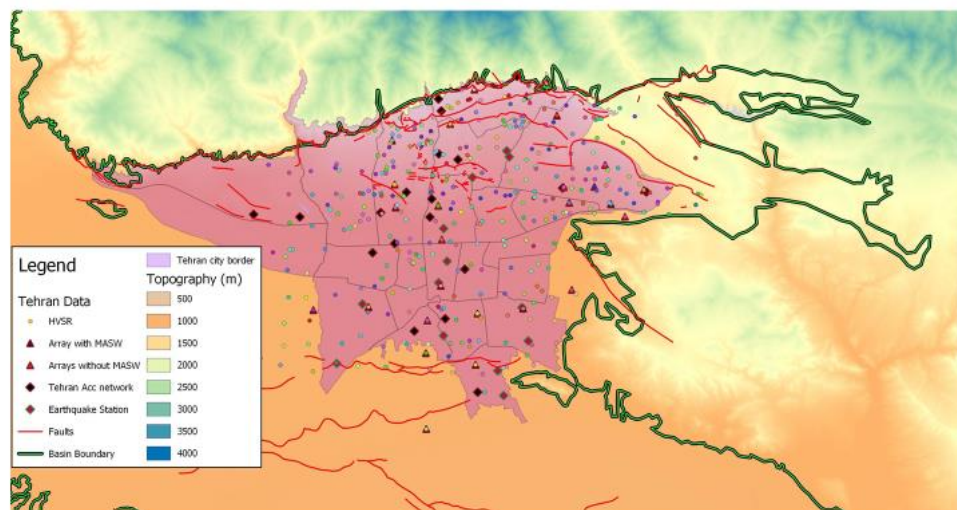 Legend
Tehran Data
HVSR
Array with MASW
Arrays without MASW
Tehran Acc network
Earthquake Station
Faults
Basin Boundary
Tehran city border
Topography (m)
500
1000
1500
2000
2500
3000
3500
4000